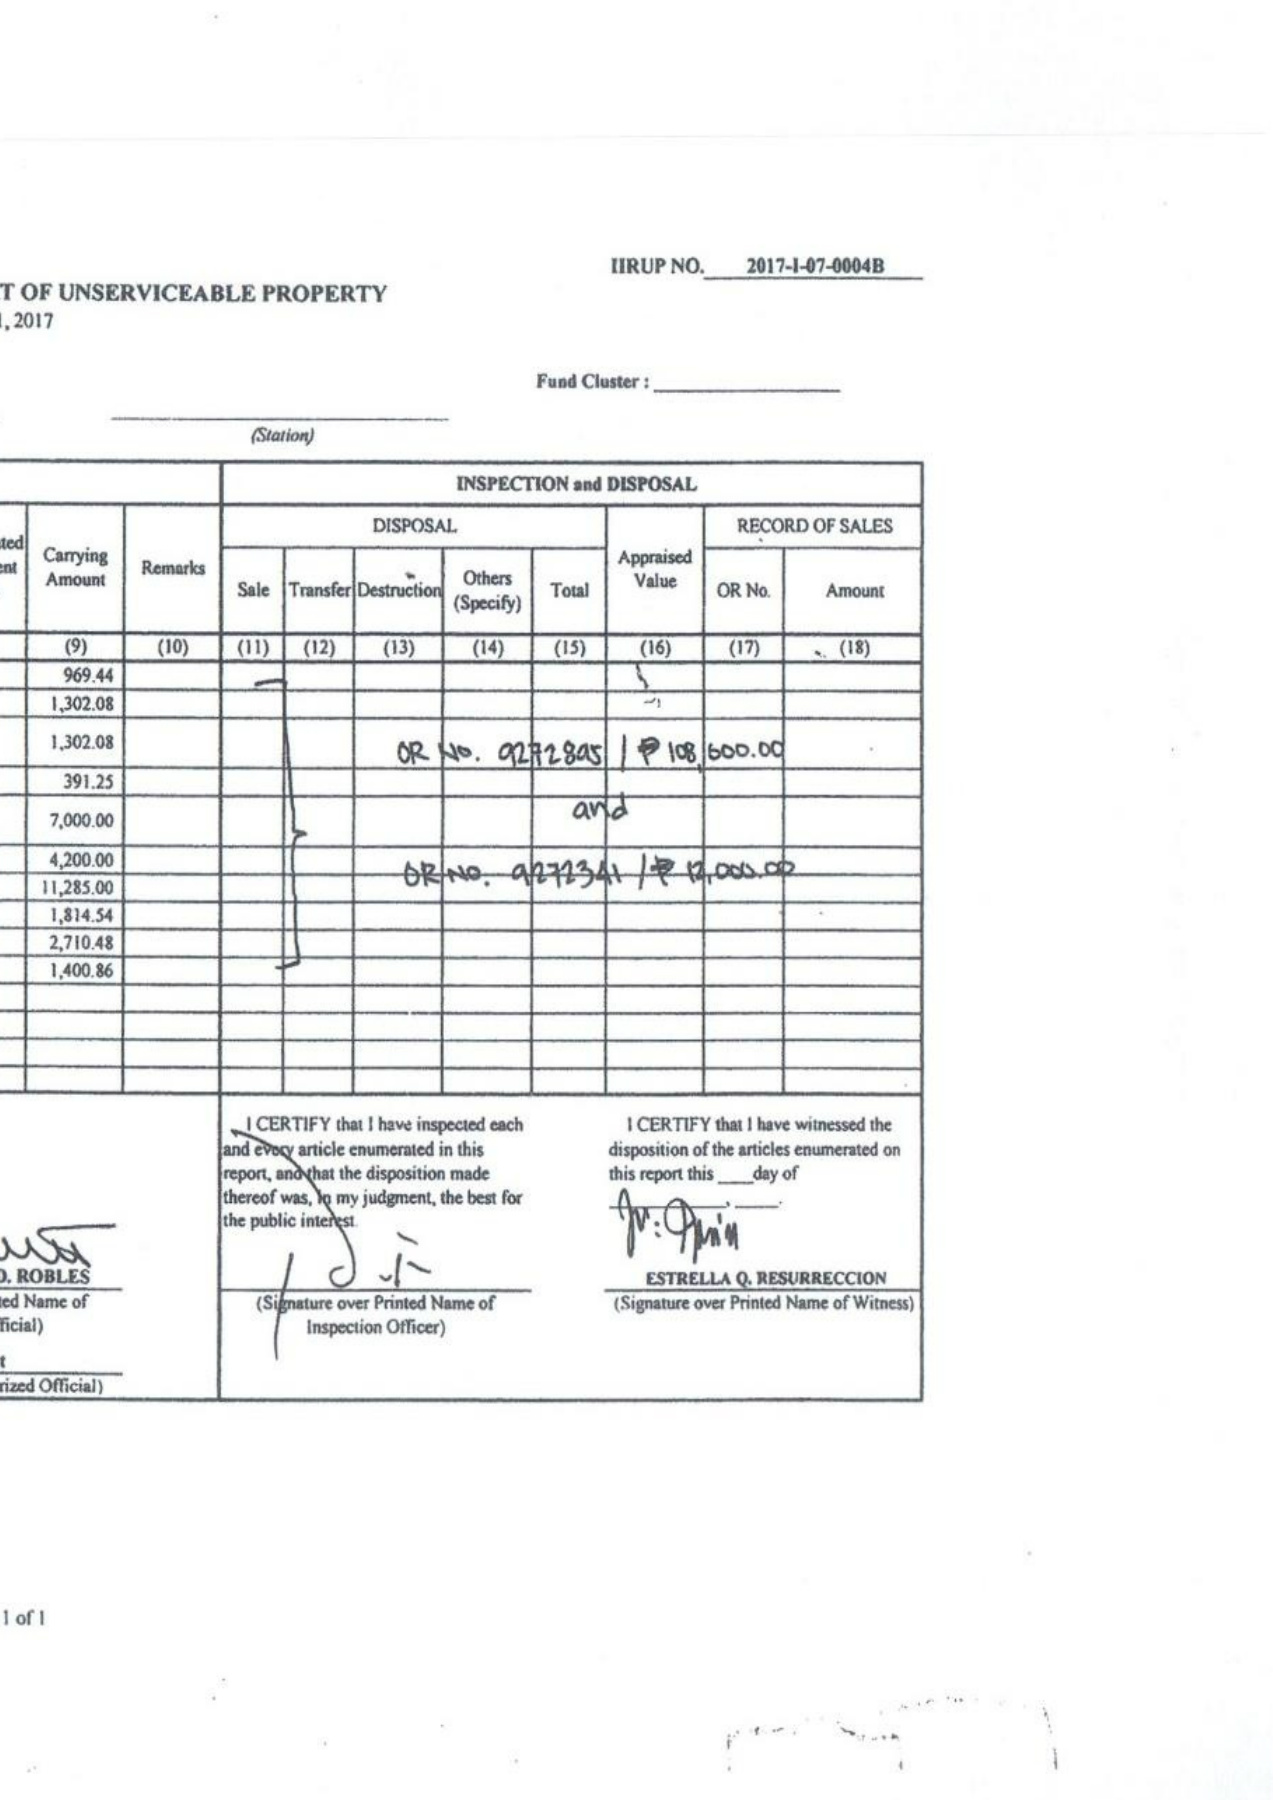 IIRUP NO. 2017-I-07-0004B
T OF UNSERVICEABLE PROPERTY
1, 2017
Fund Cluster :
(Station)
INSPECTION and DISPOSAL
DISPOSAL
RECORD OF SALES
ted
ent
Carrying
Amount
Remarks
Sale
Transfer
Destruction
Others
(Specify)
Total
Appraised
Value
OR No.
Amount
(9) (10) (11) (12) (13) (14) (15) (16) (17) (18)
969.44
1,302.08
1,302.08 OR No. 9272895 / ₱ 108,600.00
391.25
7,000.00 and
4,200.00
OR NO. 9272341 / ₱ 12,000.00
11,285.00
1,814.54
2,710.48
1,400.86
I CERTIFY that I have inspected each
and every article enumerated in this
report, and that the disposition made
thereof was, in my judgment, the best for
the public interest.
I CERTIFY that I have witnessed the
disposition of the articles enumerated on
this report this ____day of
O. ROBLES
ted Name of
ficial)
t
rized Official)
(Signature over Printed Name of
Inspection Officer)
ESTRELLA Q. RESURRECCION
(Signature over Printed Name of Witness)
1 of 1